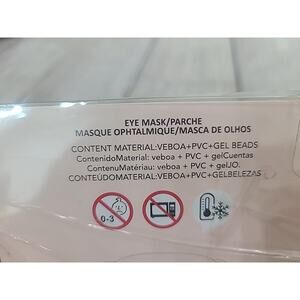 EYE MASK/PARCHE
MASQUE OPHTALMIQUE/MASCA DE OLHOS
CONTENT MATERIAL:VEBOA+PVC+GEL BEADS
ContenidoMaterial: veboa + PVC + gelCuentas
ContenuMatériau: veboa + PVC + gelJO.
CONTEÚDOMATERIAL:VEBOA+PVC+GELBELEZAS
0-3